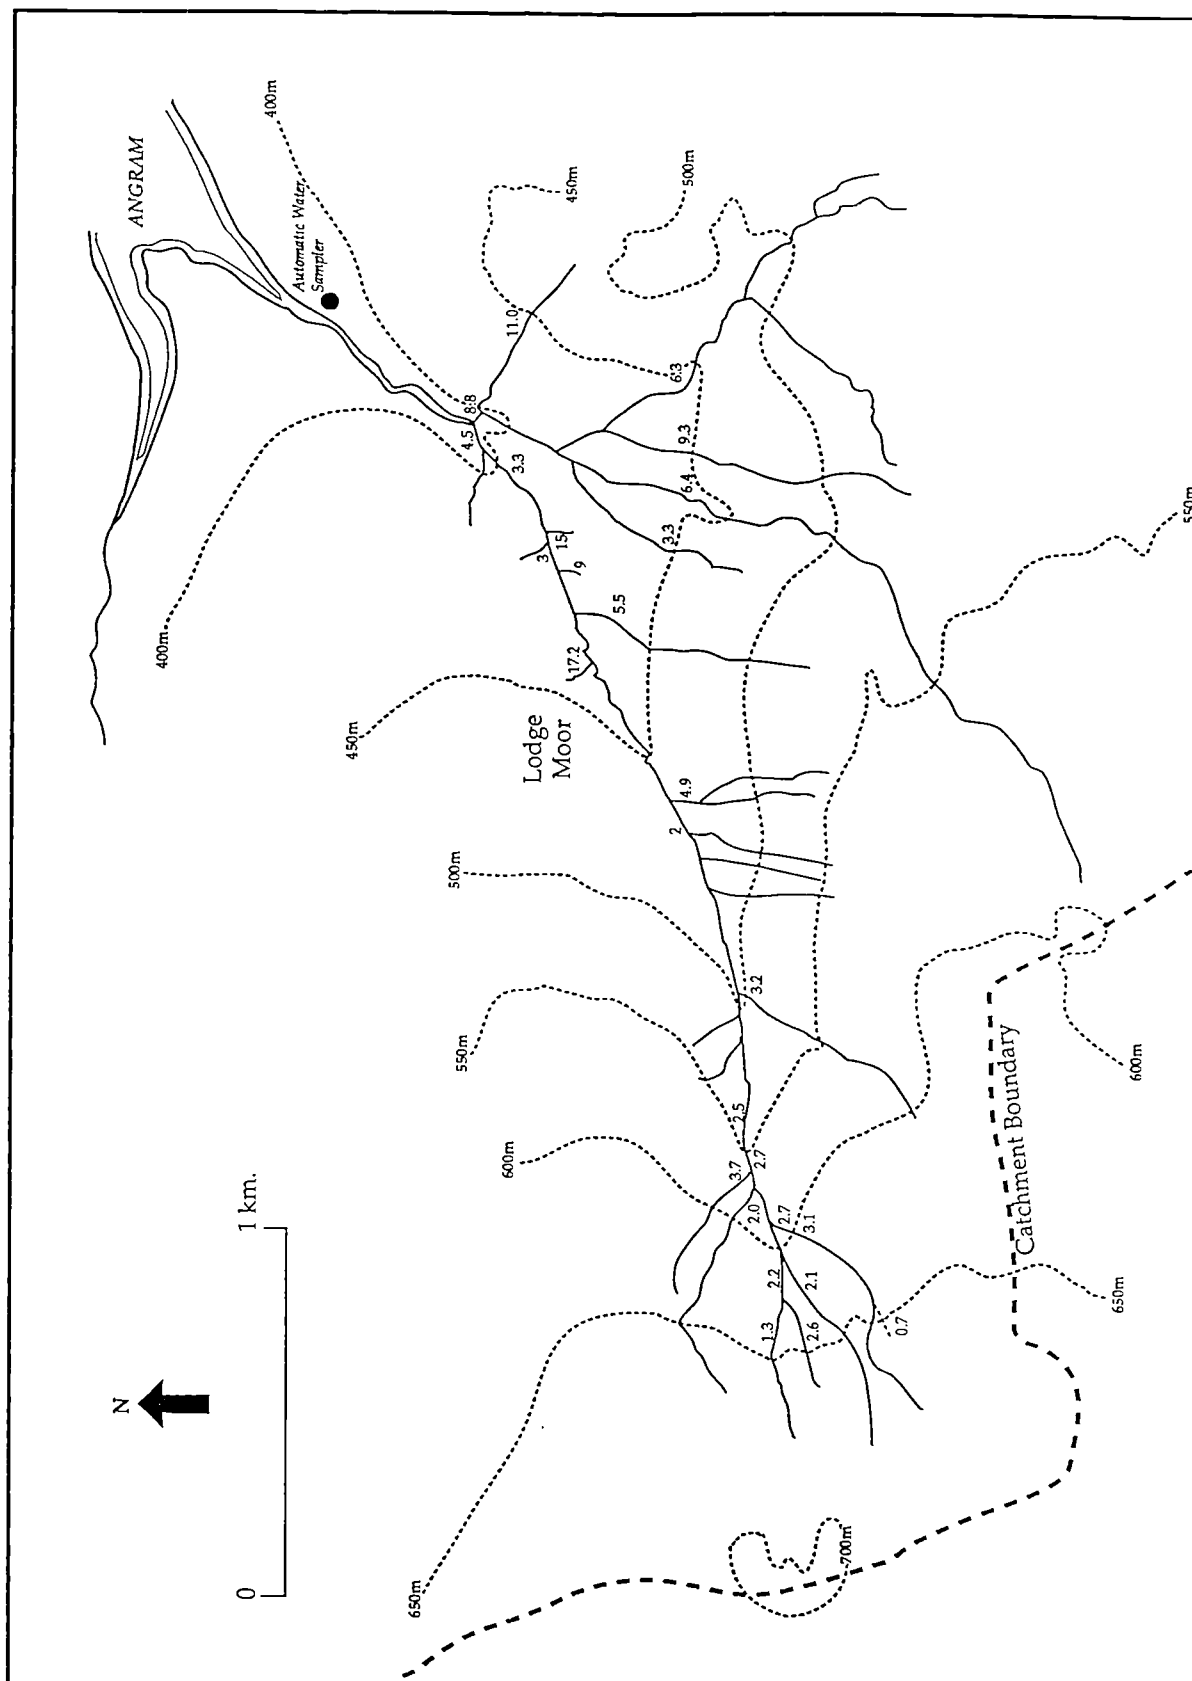 N
0
1 km.
ANGRAM
Automatic Water
Sampler
400m
400m
450m
450m
500m
500m
550m
550m
600m
600m
650m
650m
700m
Lodge
Moor
Catchment Boundary
11.0
8.8
4.5
3.3
6.3
9.3
6.4
3.3
15
3
9
5.5
17.2
4.9
2
3.2
2.5
2.7
3.7
2.0
2.7
3.1
2.2
2.1
1.3
2.6
0.7